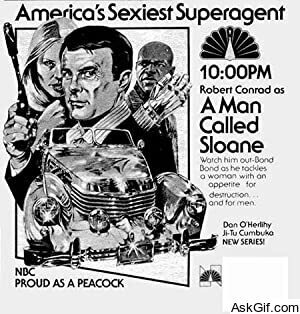 America's Sexiest Superagent
10:00PM
Robert Conrad as
A Man
Called
Sloane
Watch him out-Bond
Bond as he tackles
a woman with an
appetite for
destruction...
and for men.
Dan O'Herlihy
Ji-Tu Cumbuka
NEW SERIES!
NBC
PROUD AS A PEACOCK
AskGif.com